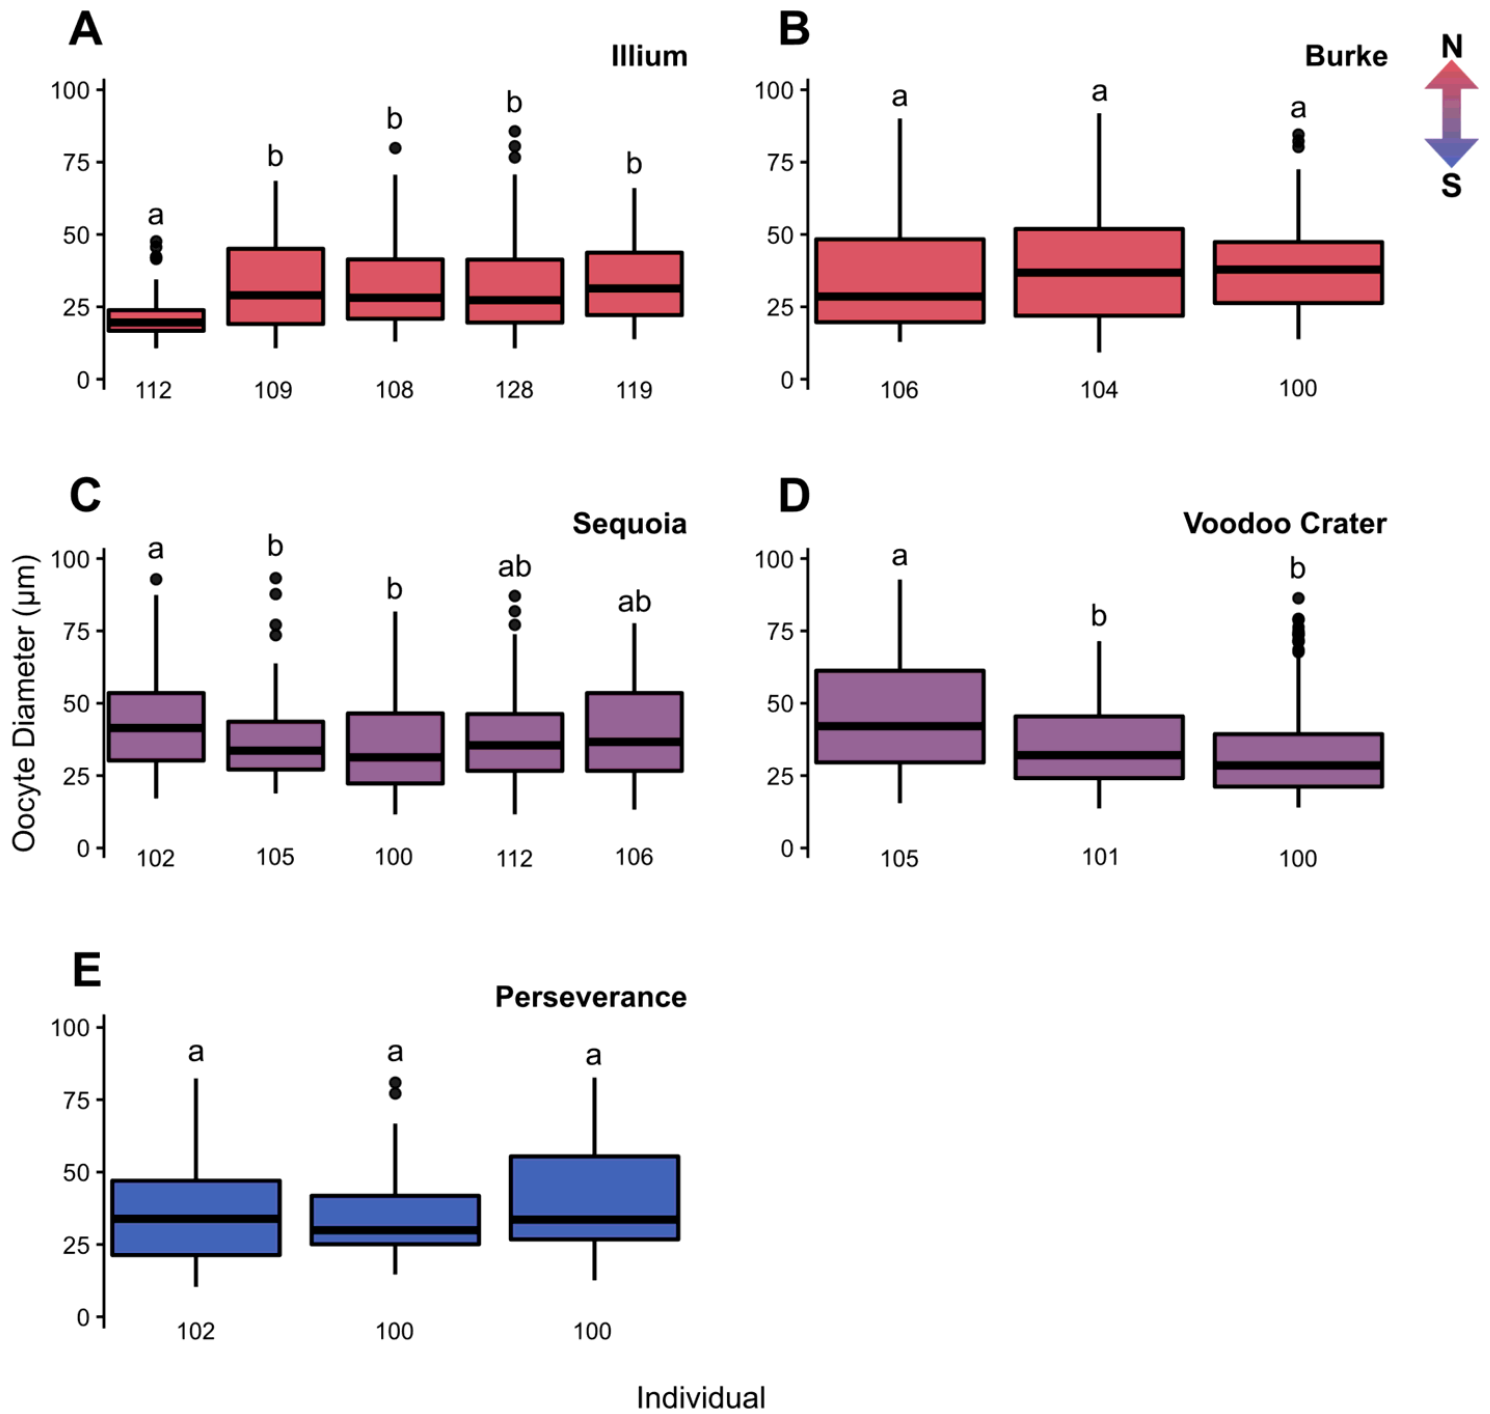 A
Illium
100
75
50
25
0
a
b
b
b
b
112
109
108
128
119
B
Burke
100
75
50
25
0
a
a
a
106
104
100
N
S
C
Sequoia
100
75
50
25
0
a
b
b
ab
ab
102
105
100
112
106
D
Voodoo Crater
100
75
50
25
0
a
b
b
105
101
100
Oocyte Diameter (μm)
E
Perseverance
100
75
50
25
0
a
a
a
102
100
100
Individual